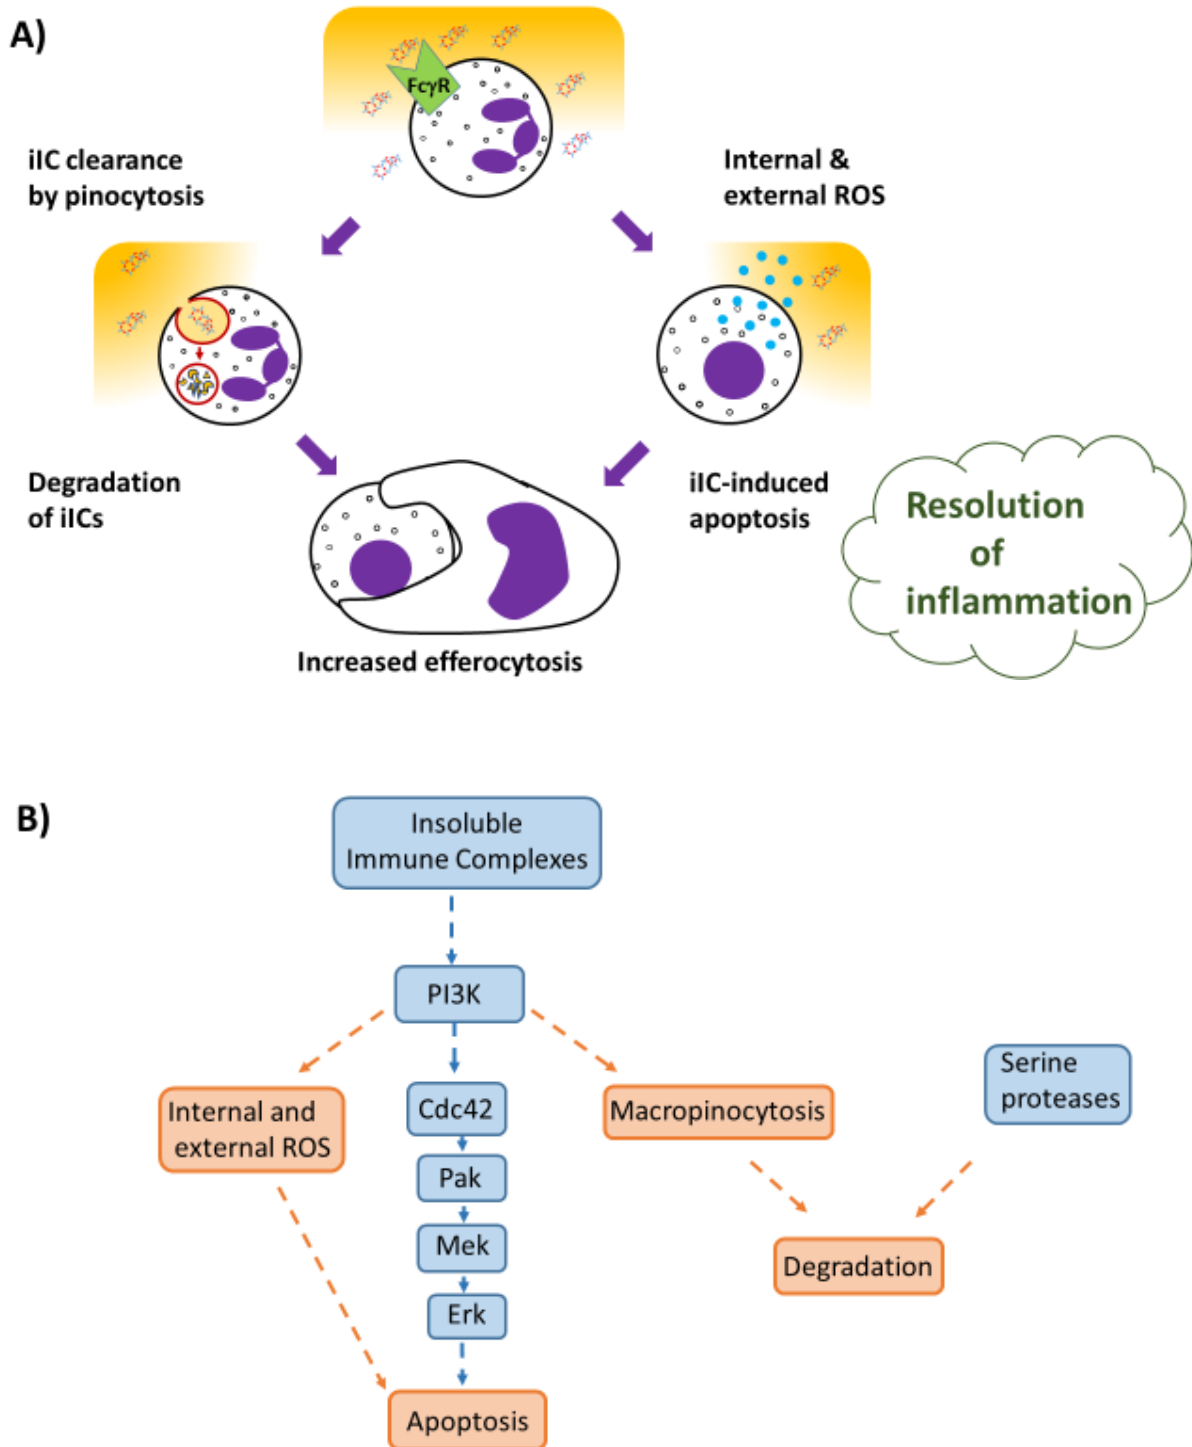 A)
FcγR
iIC clearance
by pinocytosis
Internal &
external ROS
Degradation
of iICs
iIC-induced
apoptosis
Resolution
of
inflammation
Increased efferocytosis
B)
Insoluble
Immune Complexes
PI3K
Internal and
external ROS
Cdc42
Macropinocytosis
Serine
proteases
Pak
Mek
Degradation
Erk
Apoptosis